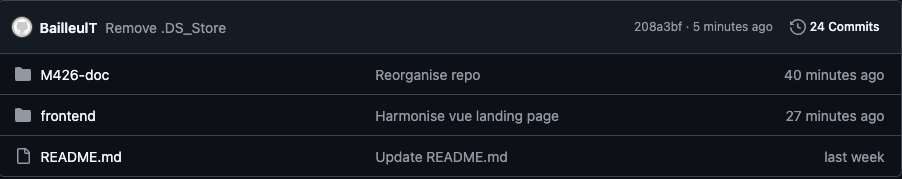 BailleulT Remove .DS_Store 208a3bf · 5 minutes ago 24 Commits
M426-doc Reorganise repo 40 minutes ago
frontend Harmonise vue landing page 27 minutes ago
README.md Update README.md last week